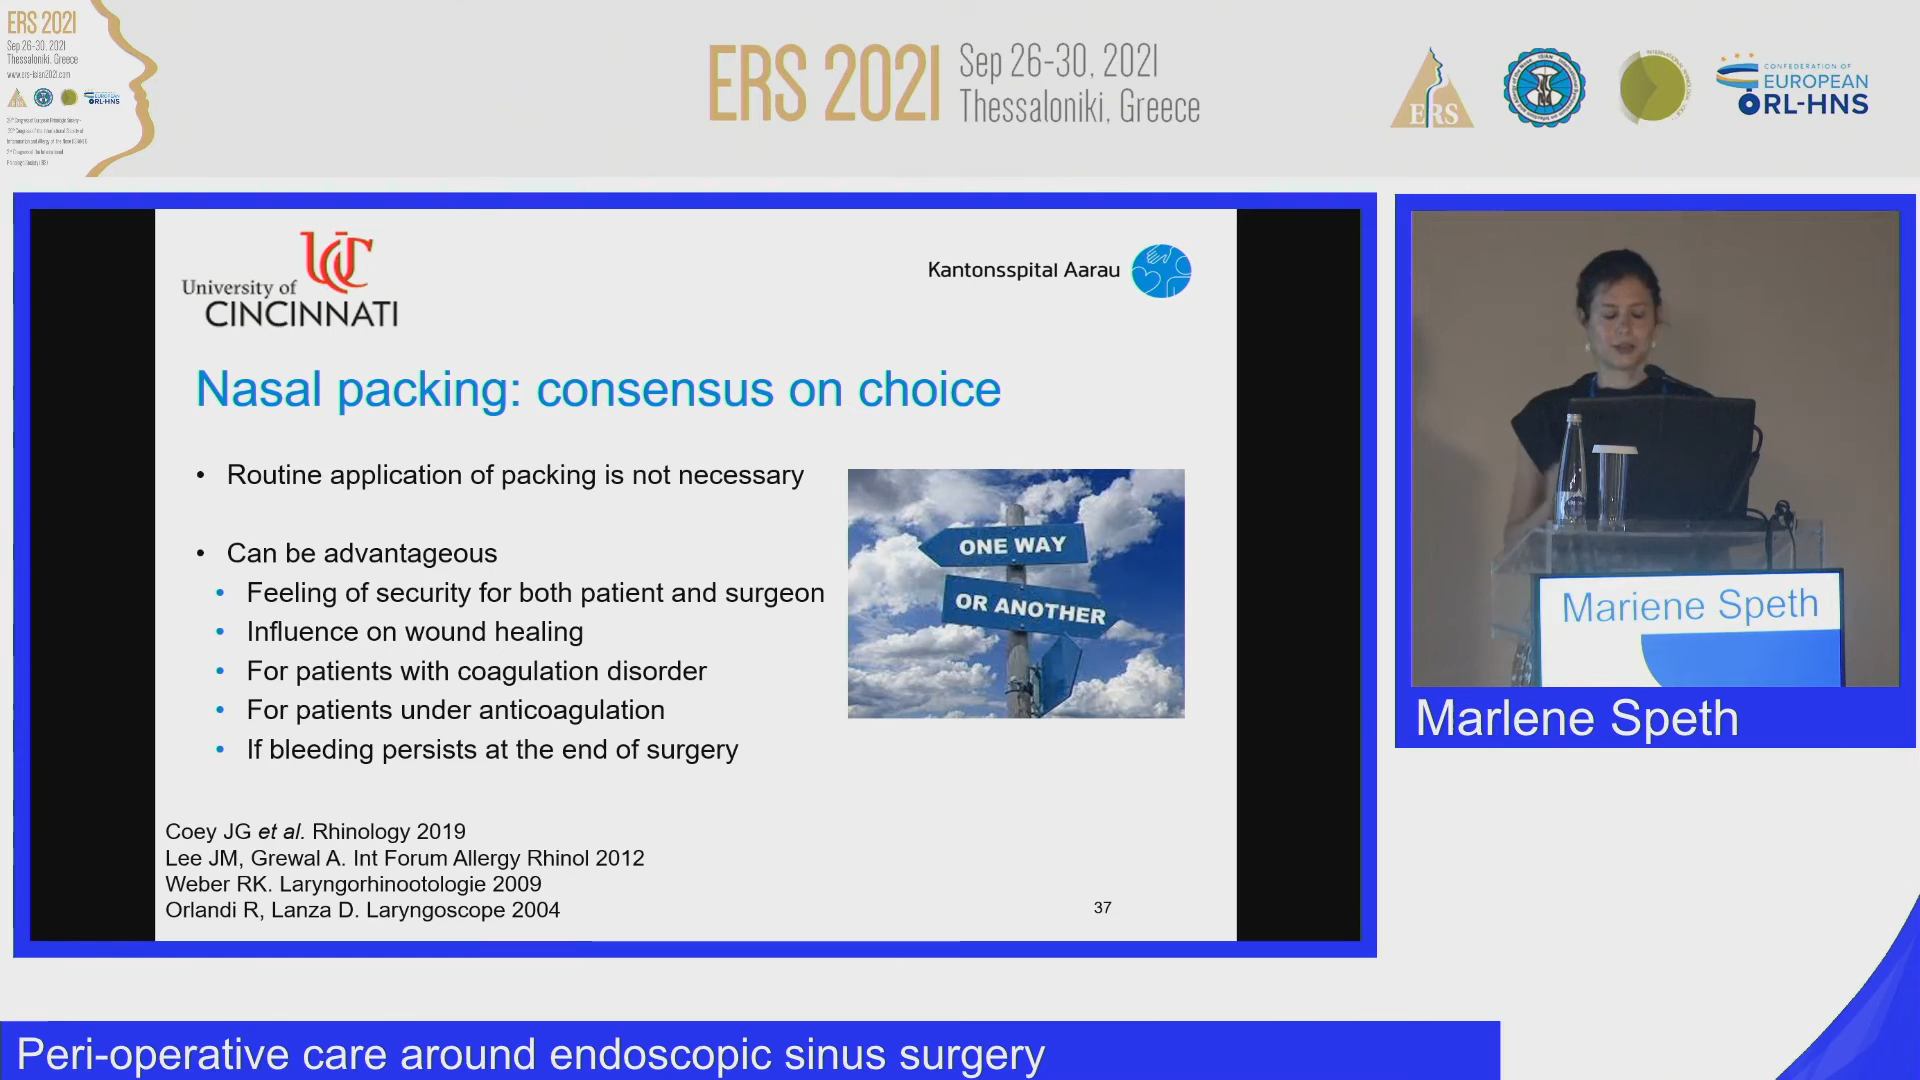 ERS 2021
Sep 26-30, 2021
Thessaloniki, Greece
www.ers-isian2021.com
ERS 2021
Sep 26-30, 2021
Thessaloniki, Greece
ERS
CONFEDERATION OF
EUROPEAN
ORL-HNS
UC
University of
CINCINNATI
Kantonsspital Aarau
Nasal packing: consensus on choice
• Routine application of packing is not necessary
• Can be advantageous
• Feeling of security for both patient and surgeon
• Influence on wound healing
• For patients with coagulation disorder
• For patients under anticoagulation
• If bleeding persists at the end of surgery
ONE WAY
OR ANOTHER
Coey JG et al. Rhinology 2019
Lee JM, Grewal A. Int Forum Allergy Rhinol 2012
Weber RK. Laryngorhinootologie 2009
Orlandi R, Lanza D. Laryngoscope 2004
37
Mariene Speth
Marlene Speth
Peri-operative care around endoscopic sinus surgery